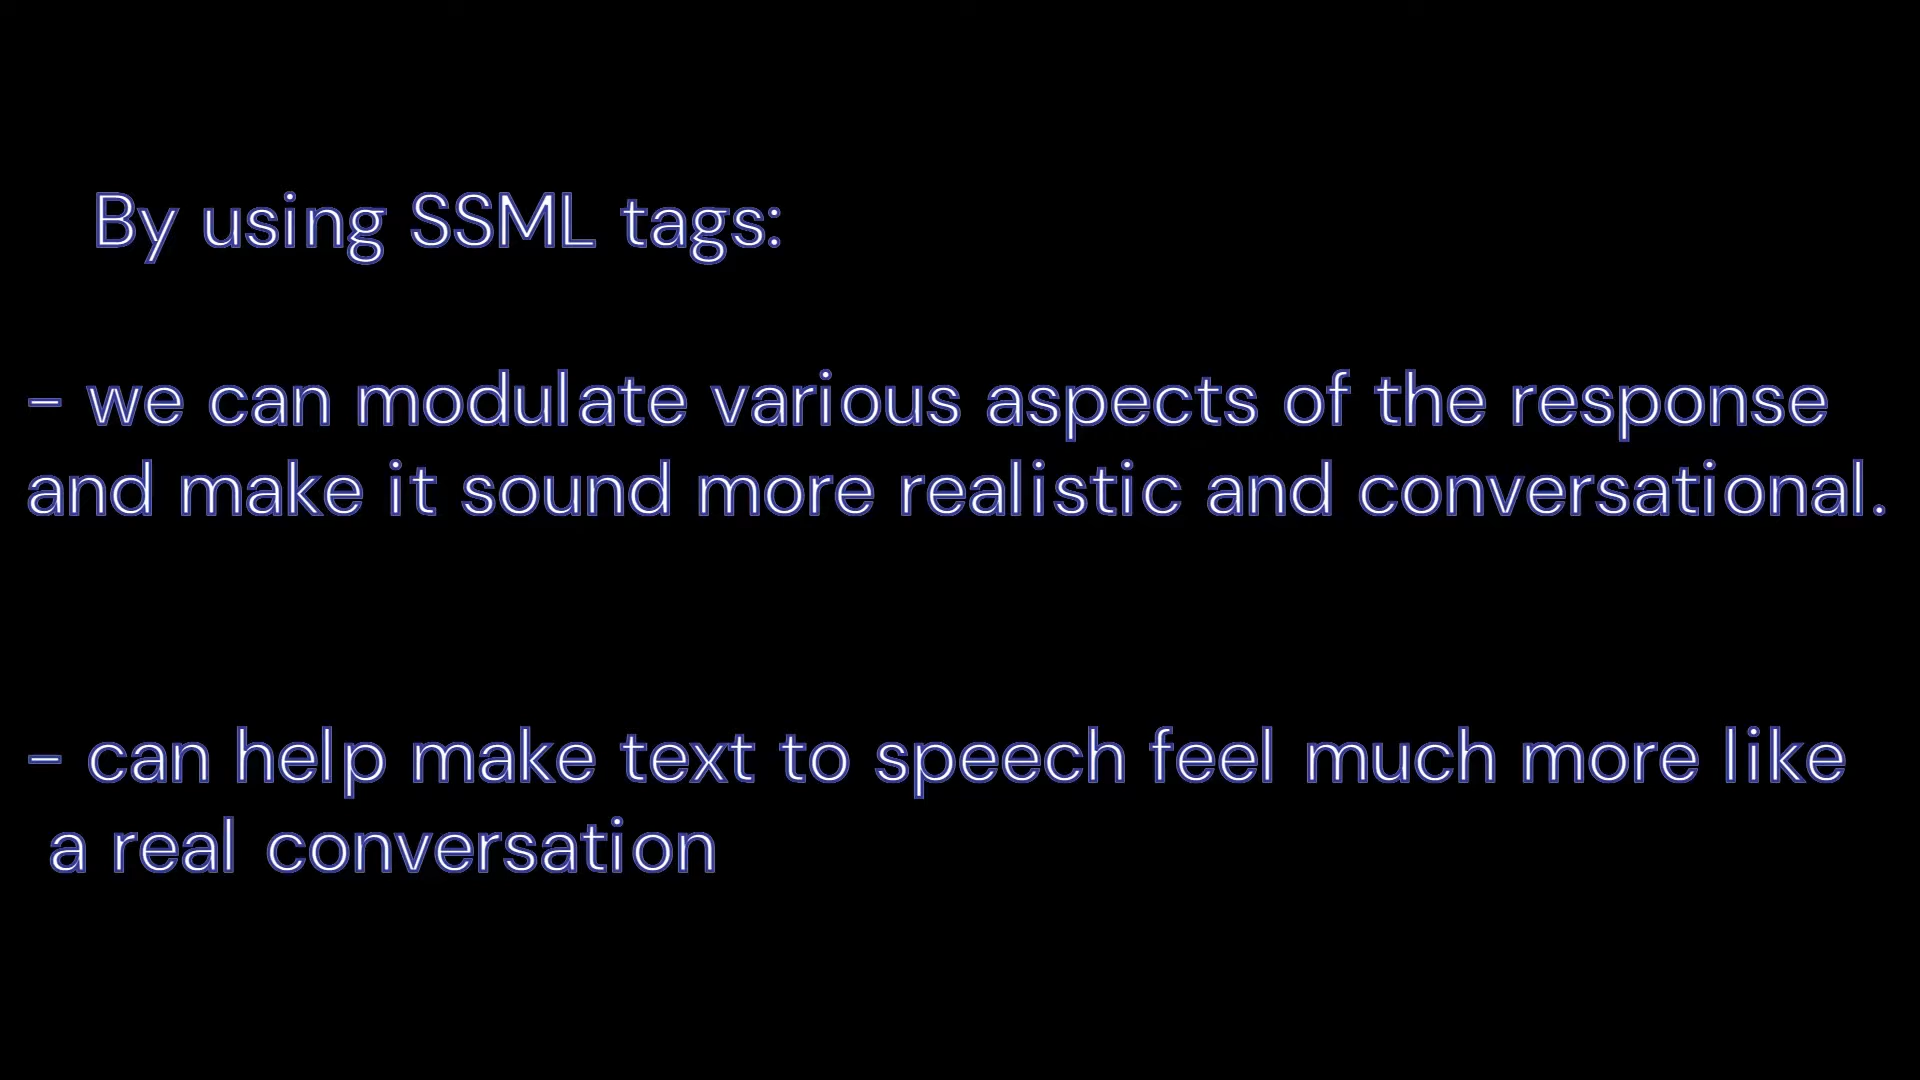 By using SSML tags:
- we can modulate various aspects of the response
and make it sound more realistic and conversational.
- can help make text to speech feel much more like
a real conversation